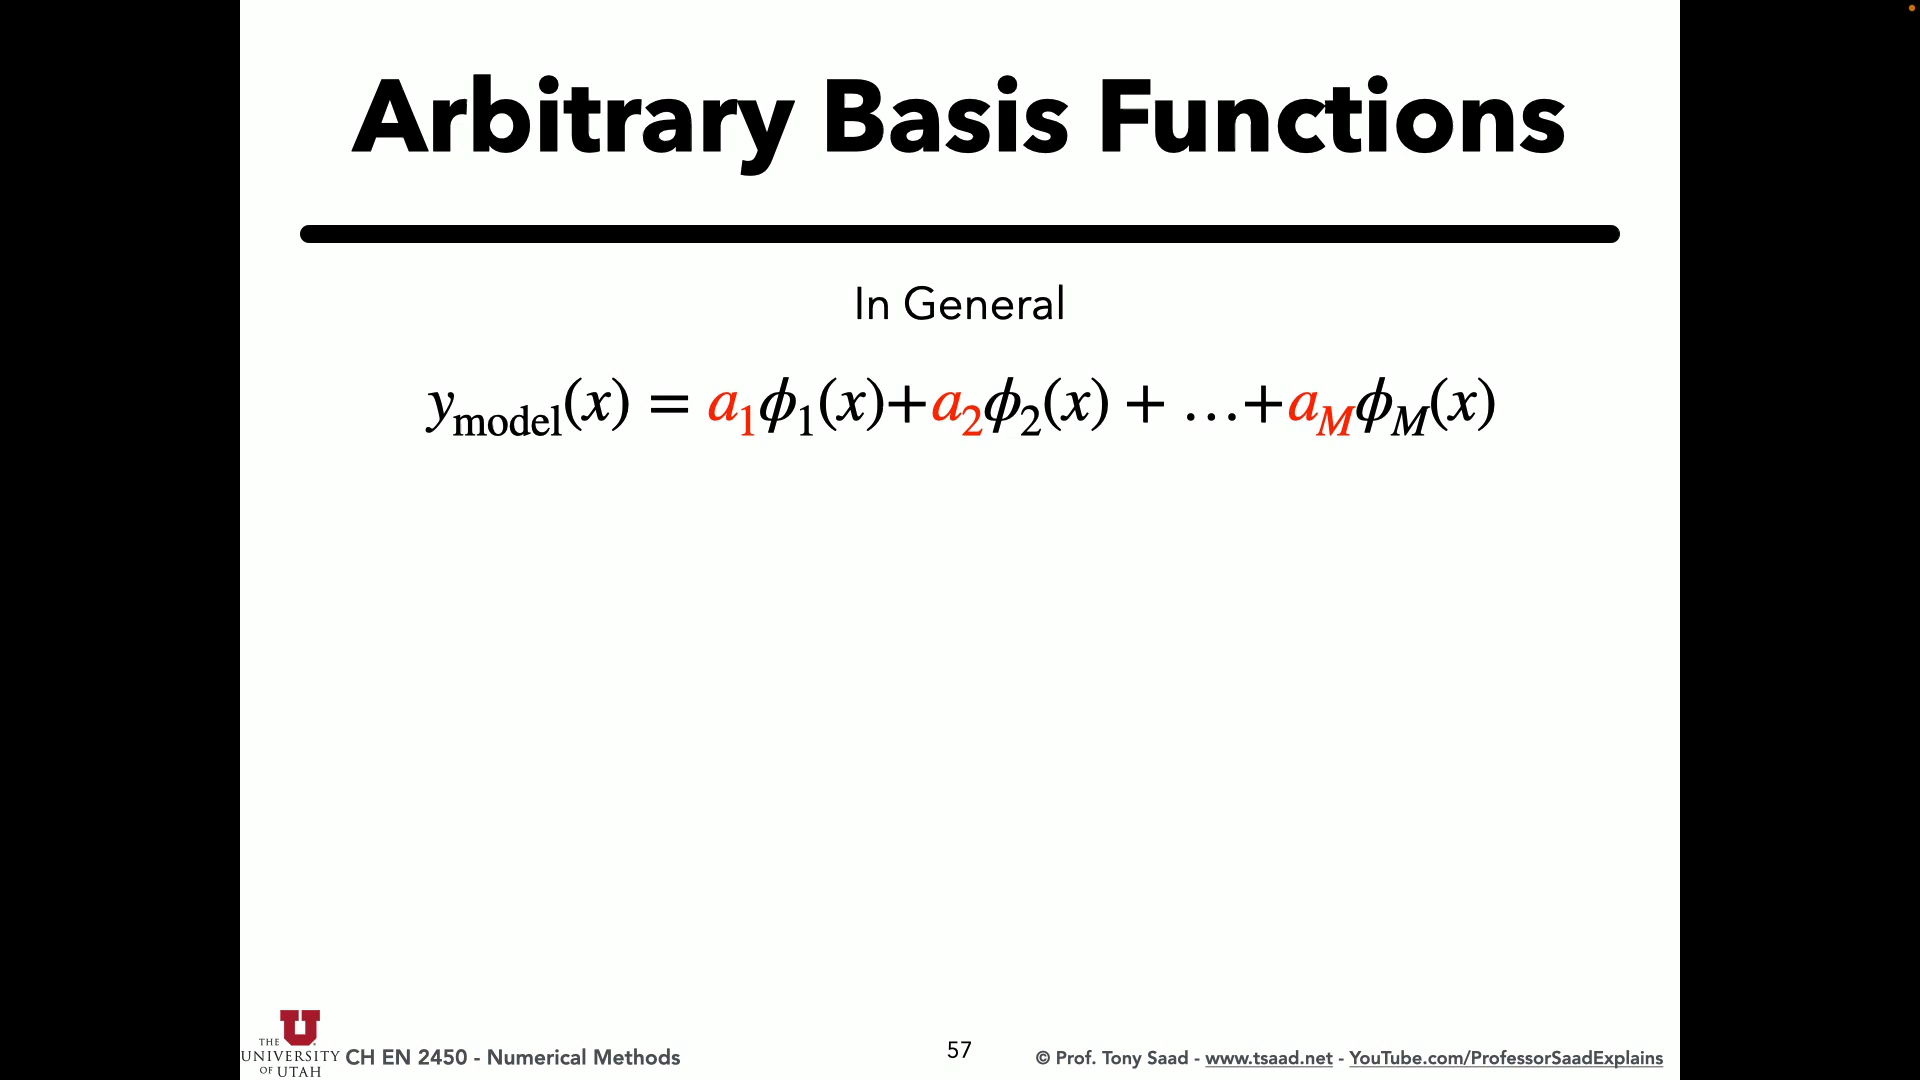 Arbitrary Basis Functions
In General
y_model(x) = a_1ϕ_1(x)+a_2ϕ_2(x) + …+a_Mϕ_M(x)
THE
UNIVERSITY
OF UTAH
CH EN 2450 - Numerical Methods
57
© Prof. Tony Saad - www.tsaad.net - YouTube.com/ProfessorSaadExplains